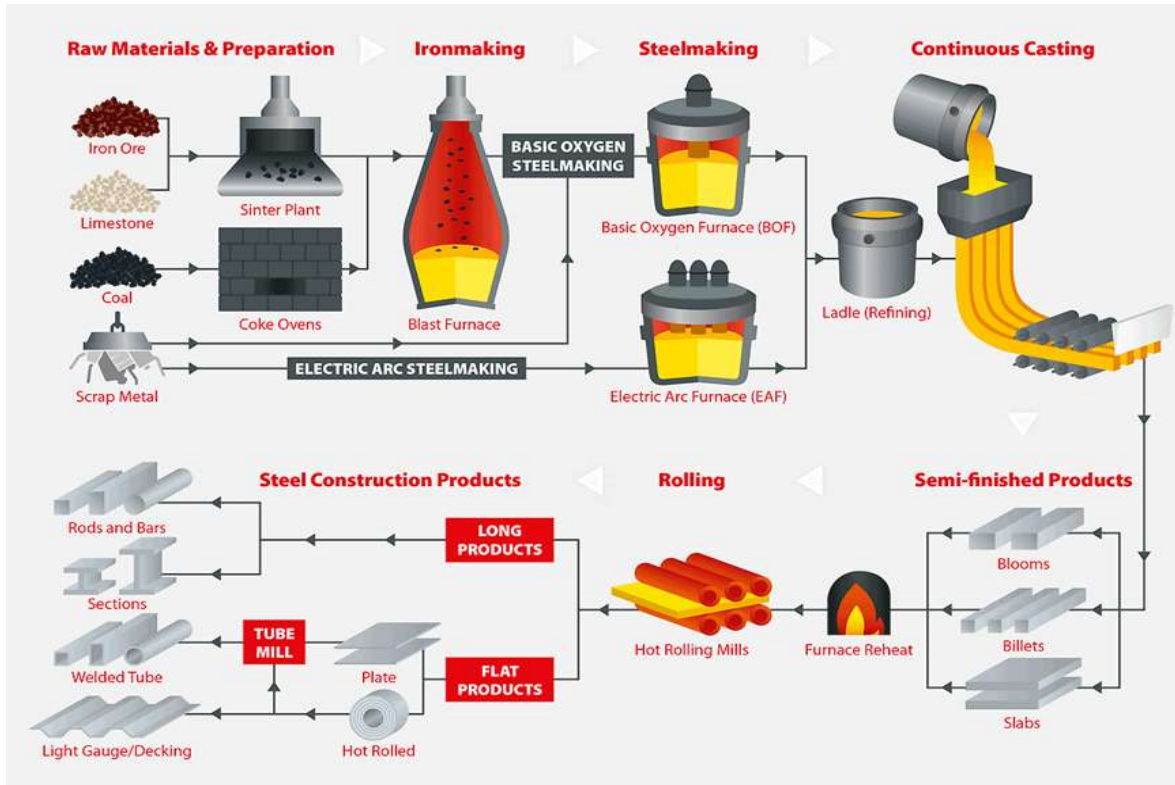 Raw Materials & Preparation
Ironmaking
Steelmaking
Continuous Casting
Iron Ore
Limestone
Sinter Plant
Coal
Coke Ovens
Scrap Metal
Blast Furnace
BASIC OXYGEN
STEELMAKING
ELECTRIC ARC STEELMAKING
Basic Oxygen Furnace (BOF)
Electric Arc Furnace (EAF)
Ladle (Refining)
Steel Construction Products
Rolling
Semi-finished Products
Rods and Bars
Sections
Welded Tube
Light Gauge/Decking
LONG
PRODUCTS
TUBE
MILL
Plate
FLAT
PRODUCTS
Hot Rolled
Hot Rolling Mills
Furnace Reheat
Blooms
Billets
Slabs